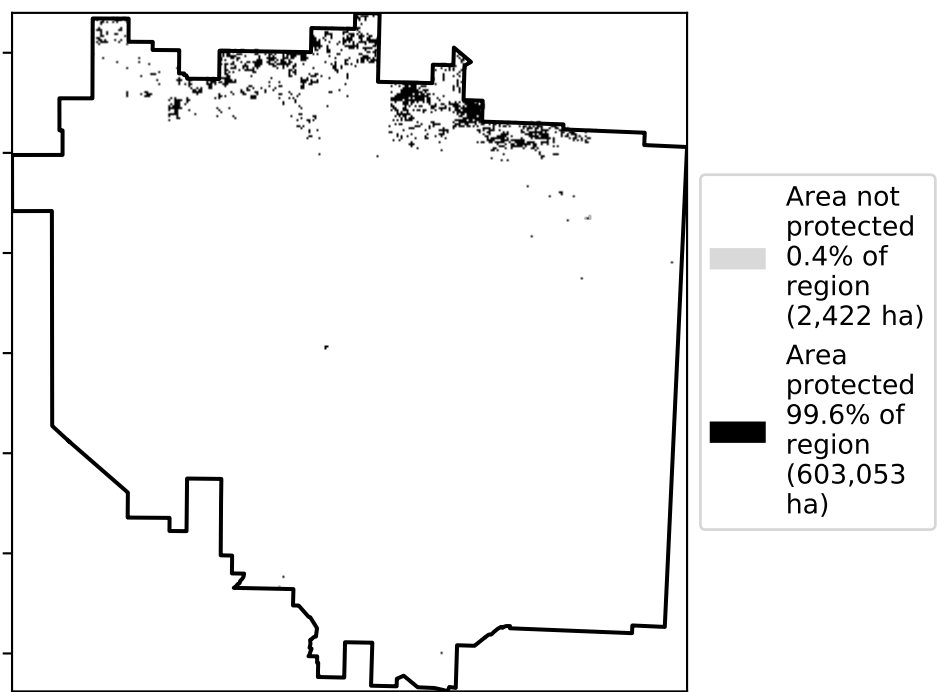 Area not
protected
0.4% of
region
(2,422 ha)
Area
protected
99.6% of
region
(603,053
ha)